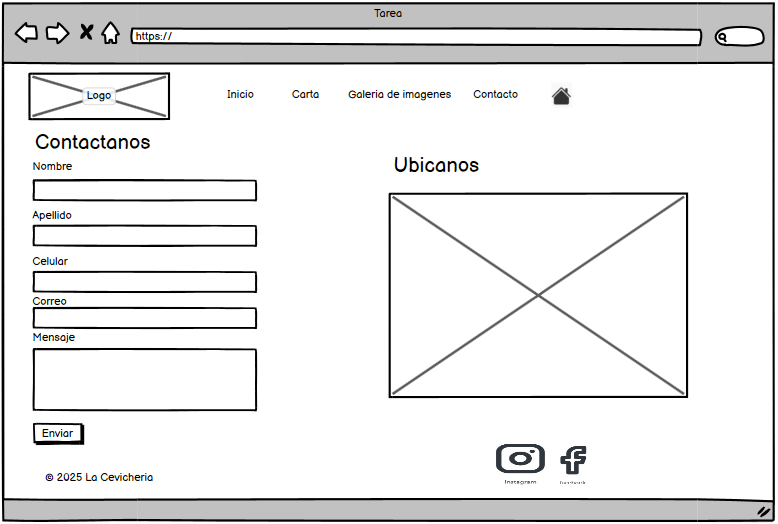 Tarea
https://
Logo
Inicio
Carta
Galeria de imagenes
Contacto
Contactanos
Nombre
Apellido
Celular
Correo
Mensaje
Enviar
Ubicanos
Instagram
facebook
© 2025 La Cevicheria